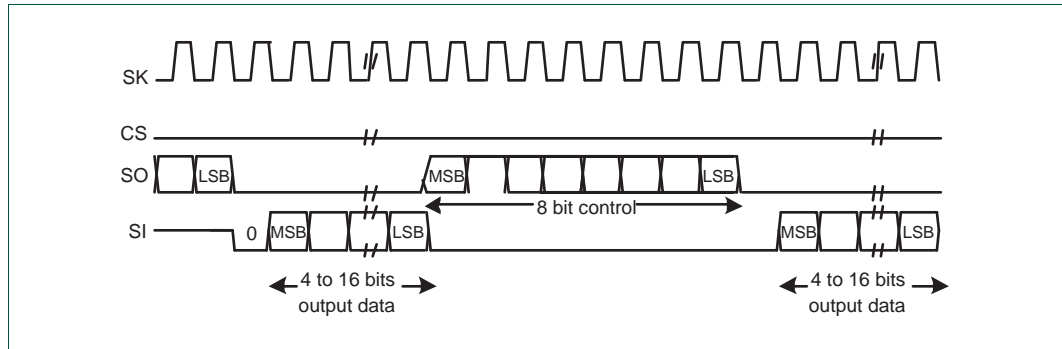 SK
CS
SO
LSB
MSB
LSB
8 bit control
SI
0
MSB
LSB
MSB
LSB
4 to 16 bits
output data
4 to 16 bits
output data